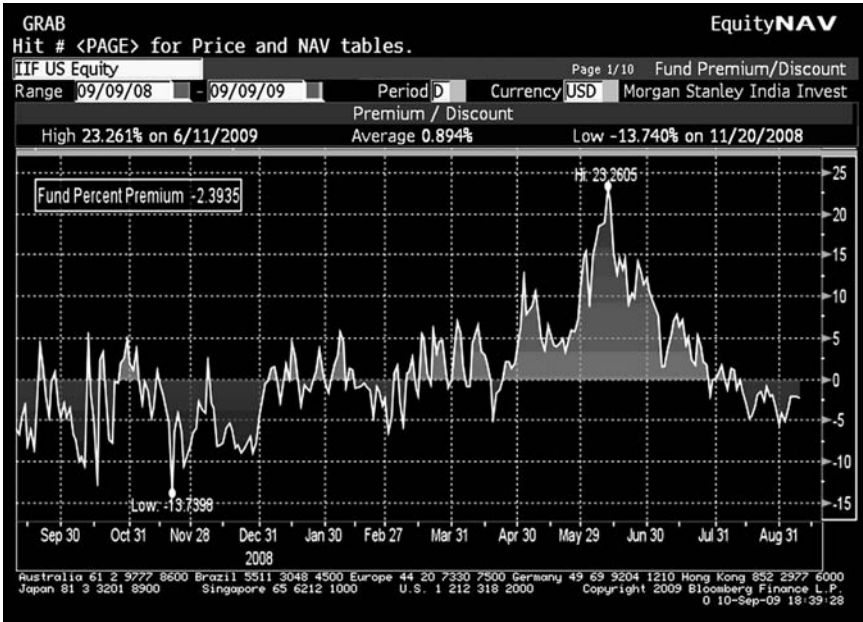 GRAB EquityNAV
Hit # <PAGE> for Price and NAV tables.
IIF US Equity Page 1/10 Fund Premium/Discount
Range 09/09/08 - 09/09/09 Period D Currency USD Morgan Stanley India Invest
Premium / Discount
High 23.261% on 6/11/2009 Average 0.894% Low -13.740% on 11/20/2008
Hi: 23.2605
25
Fund Percent Premium -2.3935
20
15
10
5
0
-5
-10
Low: -13.7398
-15
Sep 30 Oct 31 Nov 28 Dec 31 Jan 30 Feb 27 Mar 31 Apr 30 May 29 Jun 30 Jul 31 Aug 31
2008
Australia 61 2 9777 8600 Brazil 5511 3048 4500 Europe 44 20 7330 7500 Germany 49 69 9204 1210 Hong Kong 852 2977 6000
Japan 81 3 3201 8900 Singapore 65 6212 1000 U.S. 1 212 318 2000 Copyright 2009 Bloomberg Finance L.P.
0 10-Sep-09 18:39:28